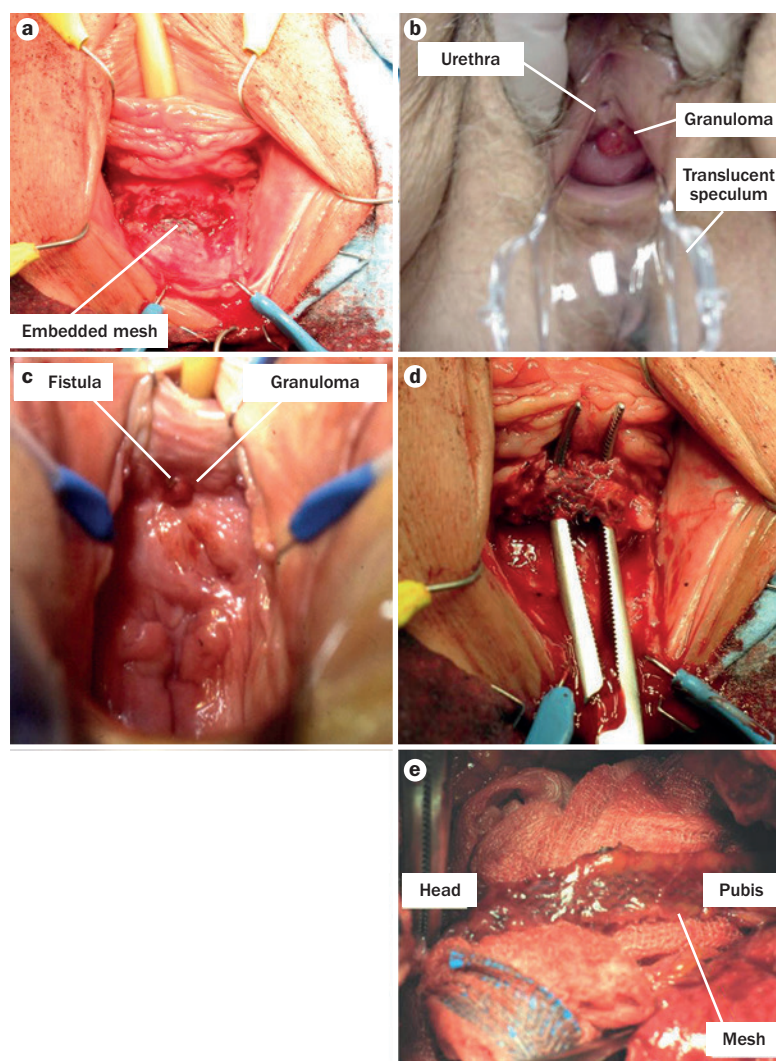 a
Embedded mesh
b
Urethra
Granuloma
Translucent
speculum
c
Fistula
Granuloma
d
e
Head
Pubis
Mesh